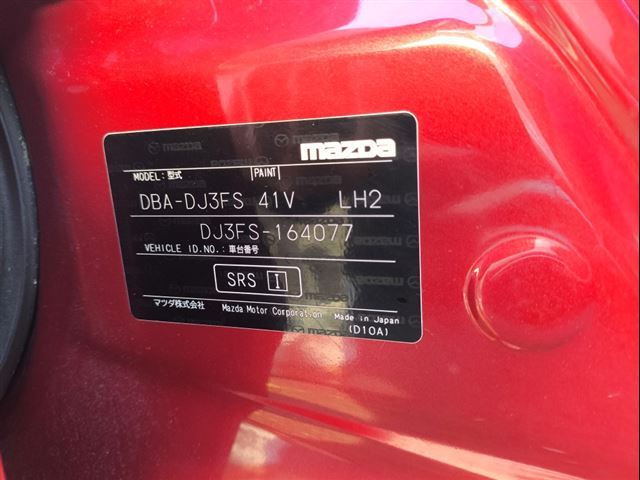 mazda
MODEL: 型式 PAINT
DBA-DJ3FS 41V LH2
DJ3FS-164077
VEHICLE ID.NO.: 車台番号
SRS I
マツダ株式会社 Mazda Motor Corporation Made in Japan
(D10A)